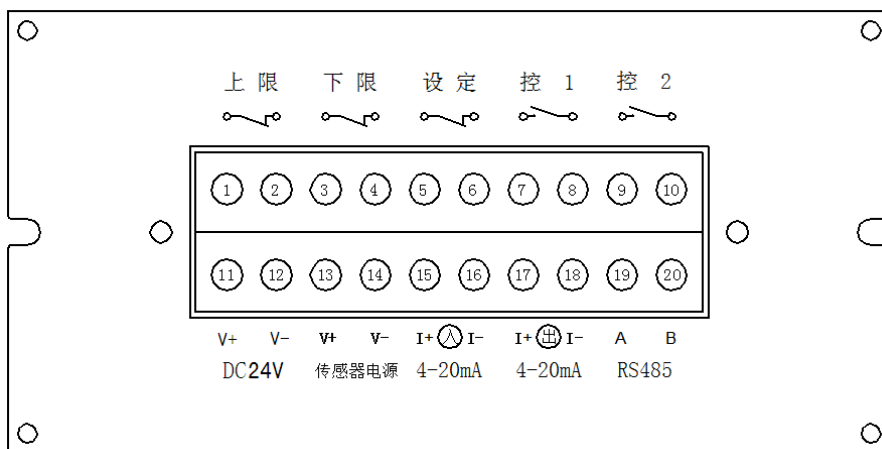 上限 下限 设定 控 1 控 2
1 2 3 4 5 6 7 8 9 10
11 12 13 14 15 16 17 18 19 20
V+ V- V+ V- I+ 入 I- I+ 出 I- A B
DC24V 传感器电源 4-20mA 4-20mA RS485